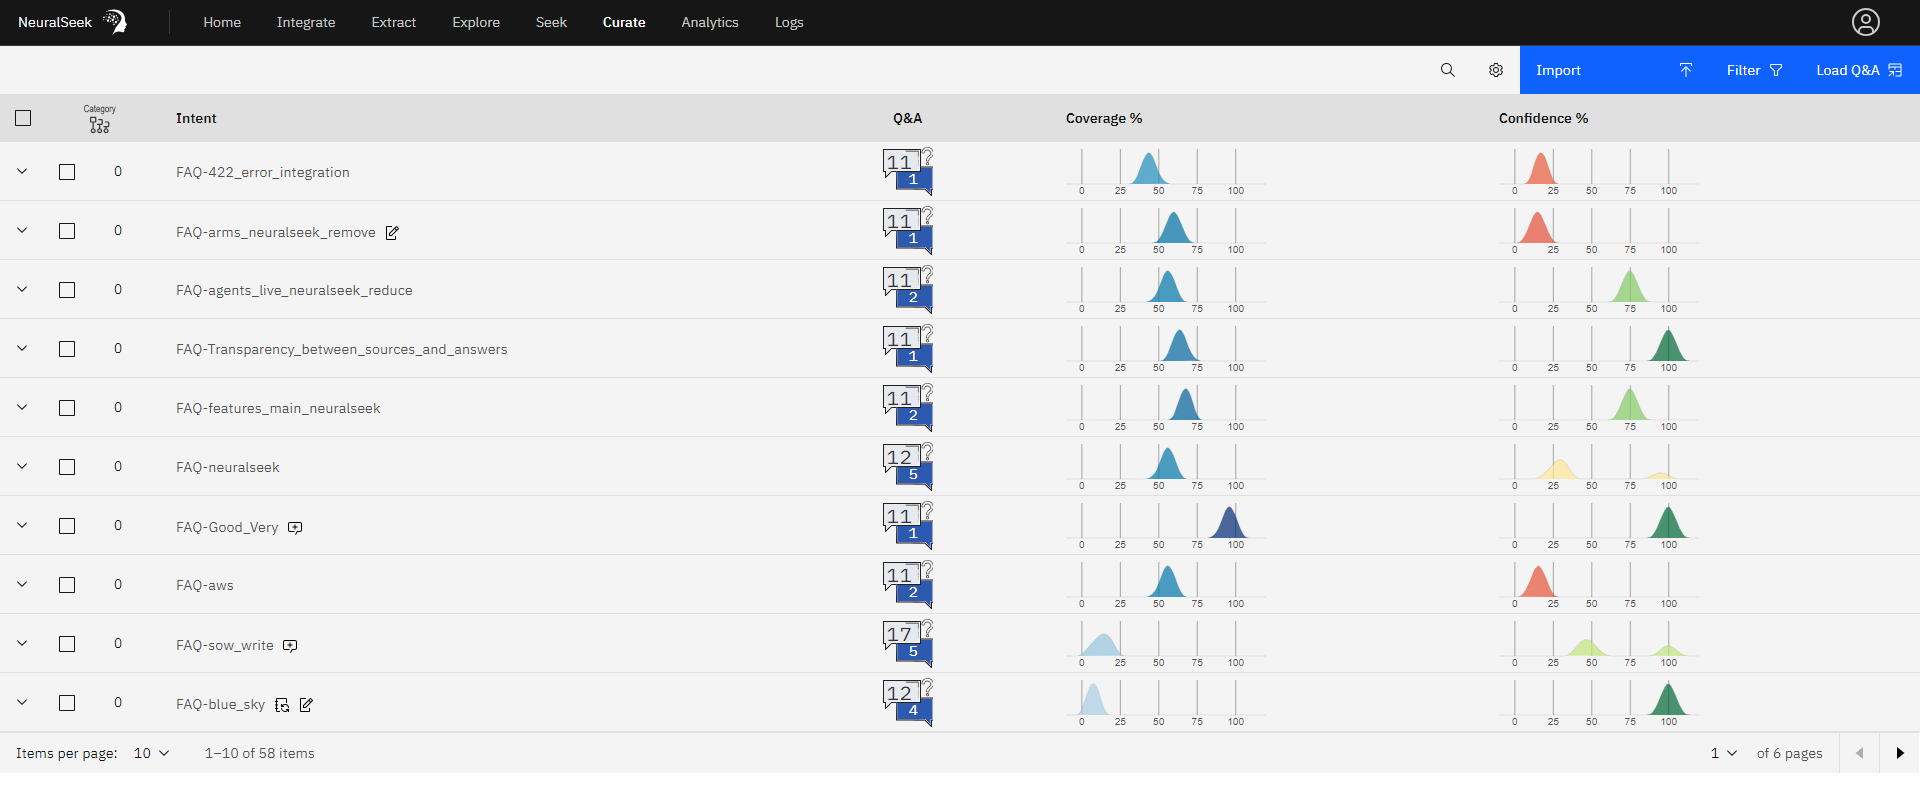 NeuralSeek Home Integrate Extract Explore Seek Curate Analytics Logs
Import Filter Load Q&A
Category
Intent Q&A Coverage % Confidence %
0 FAQ-422_error_integration 11 ? 1 0 25 50 75 100 0 25 50 75 100
0 FAQ-arms_neuralseek_remove 11 ? 1 0 25 50 75 100 0 25 50 75 100
0 FAQ-agents_live_neuralseek_reduce 11 ? 2 0 25 50 75 100 0 25 50 75 100
0 FAQ-Transparency_between_sources_and_answers 11 ? 1 0 25 50 75 100 0 25 50 75 100
0 FAQ-features_main_neuralseek 11 ? 2 0 25 50 75 100 0 25 50 75 100
0 FAQ-neuralseek 12 ? 5 0 25 50 75 100 0 25 50 75 100
0 FAQ-Good_Very 11 ? 1 0 25 50 75 100 0 25 50 75 100
0 FAQ-aws 11 ? 2 0 25 50 75 100 0 25 50 75 100
0 FAQ-sow_write 17 ? 5 0 25 50 75 100 0 25 50 75 100
0 FAQ-blue_sky 12 ? 4 0 25 50 75 100 0 25 50 75 100
Items per page: 10 1–10 of 58 items 1 of 6 pages